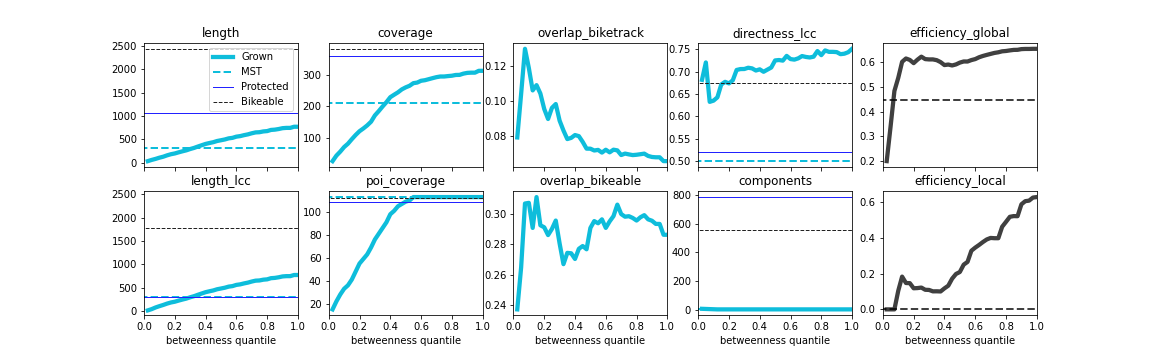 length
coverage
overlap_biketrack
directness_lcc
efficiency_global
2500
2000
1500
1000
500
0
Grown
MST
Protected
Bikeable
300
200
100
0.12
0.10
0.08
0.75
0.70
0.65
0.60
0.55
0.50
0.6
0.5
0.4
0.3
0.2
length_lcc
poi_coverage
overlap_bikeable
components
efficiency_local
2500
2000
1500
1000
500
0
100
80
60
40
20
0.30
0.28
0.26
0.24
800
600
400
200
0
0.6
0.4
0.2
0.0
0.0 0.2 0.4 0.6 0.8 1.0
0.0 0.2 0.4 0.6 0.8 1.0
0.0 0.2 0.4 0.6 0.8 1.0
0.0 0.2 0.4 0.6 0.8 1.0
0.0 0.2 0.4 0.6 0.8 1.0
betweenness quantile
betweenness quantile
betweenness quantile
betweenness quantile
betweenness quantile